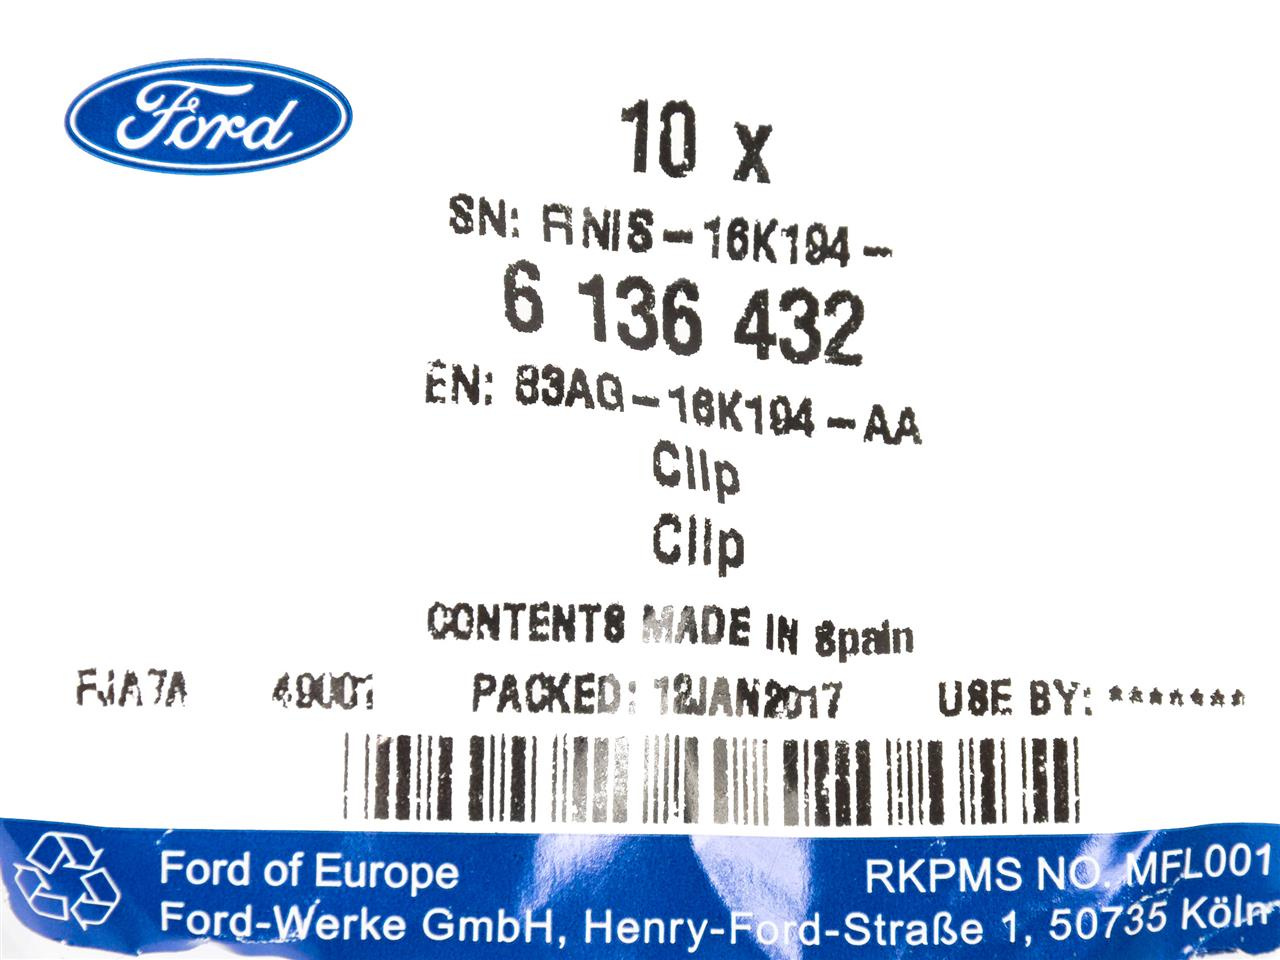 Ford
10 x
SN: FINIS-16K194-
6 136 432
EN: 83AG-16K194-AA
Clip
Clip
CONTENTS MADE IN Spain
FJA7A 49001 PACKED: 12JAN2017 USE BY: *******
Ford of Europe RKPMS NO. MFL001
Ford-Werke GmbH, Henry-Ford-Straße 1, 50735 Köln